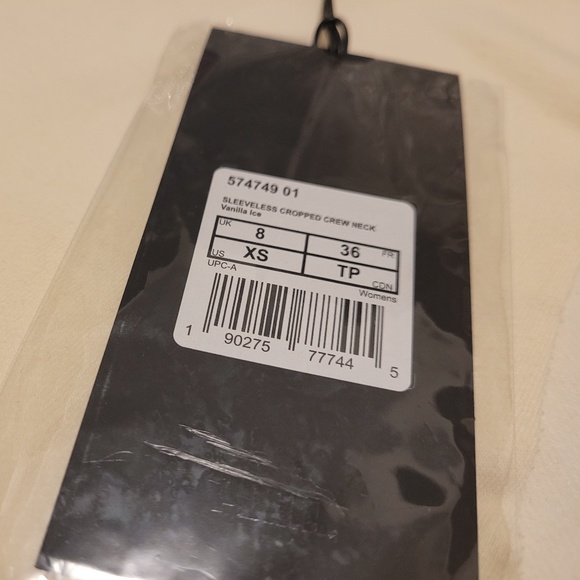 574749 01
SLEEVELESS CROPPED CREW NECK
Vanilla Ice
UK 8 36 FR
US XS TP CDN
UPC-A Womens
1 90275 77744 5